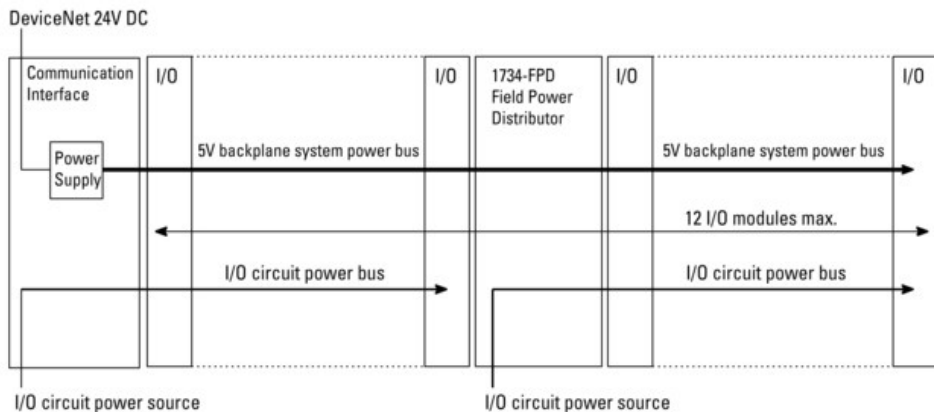 DeviceNet 24V DC
Communication
Interface
I/O
I/O
1734-FPD
Field Power
Distributor
I/O
I/O
Power
Supply
5V backplane system power bus
5V backplane system power bus
12 I/O modules max.
I/O circuit power bus
I/O circuit power bus
I/O circuit power source
I/O circuit power source